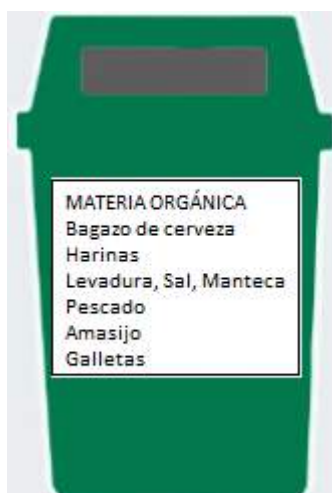 MATERIA ORGÁNICA
Bagazo de cerveza
Harinas
Levadura, Sal, Manteca
Pescado
Amasijo
Galletas